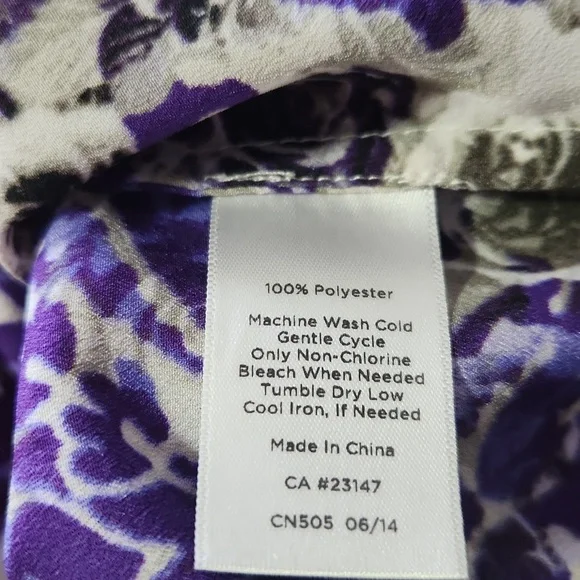 100% Polyester
Machine Wash Cold
Gentle Cycle
Only Non-Chlorine
Bleach When Needed
Tumble Dry Low
Cool Iron, If Needed
Made In China
CA #23147
CN505 06/14